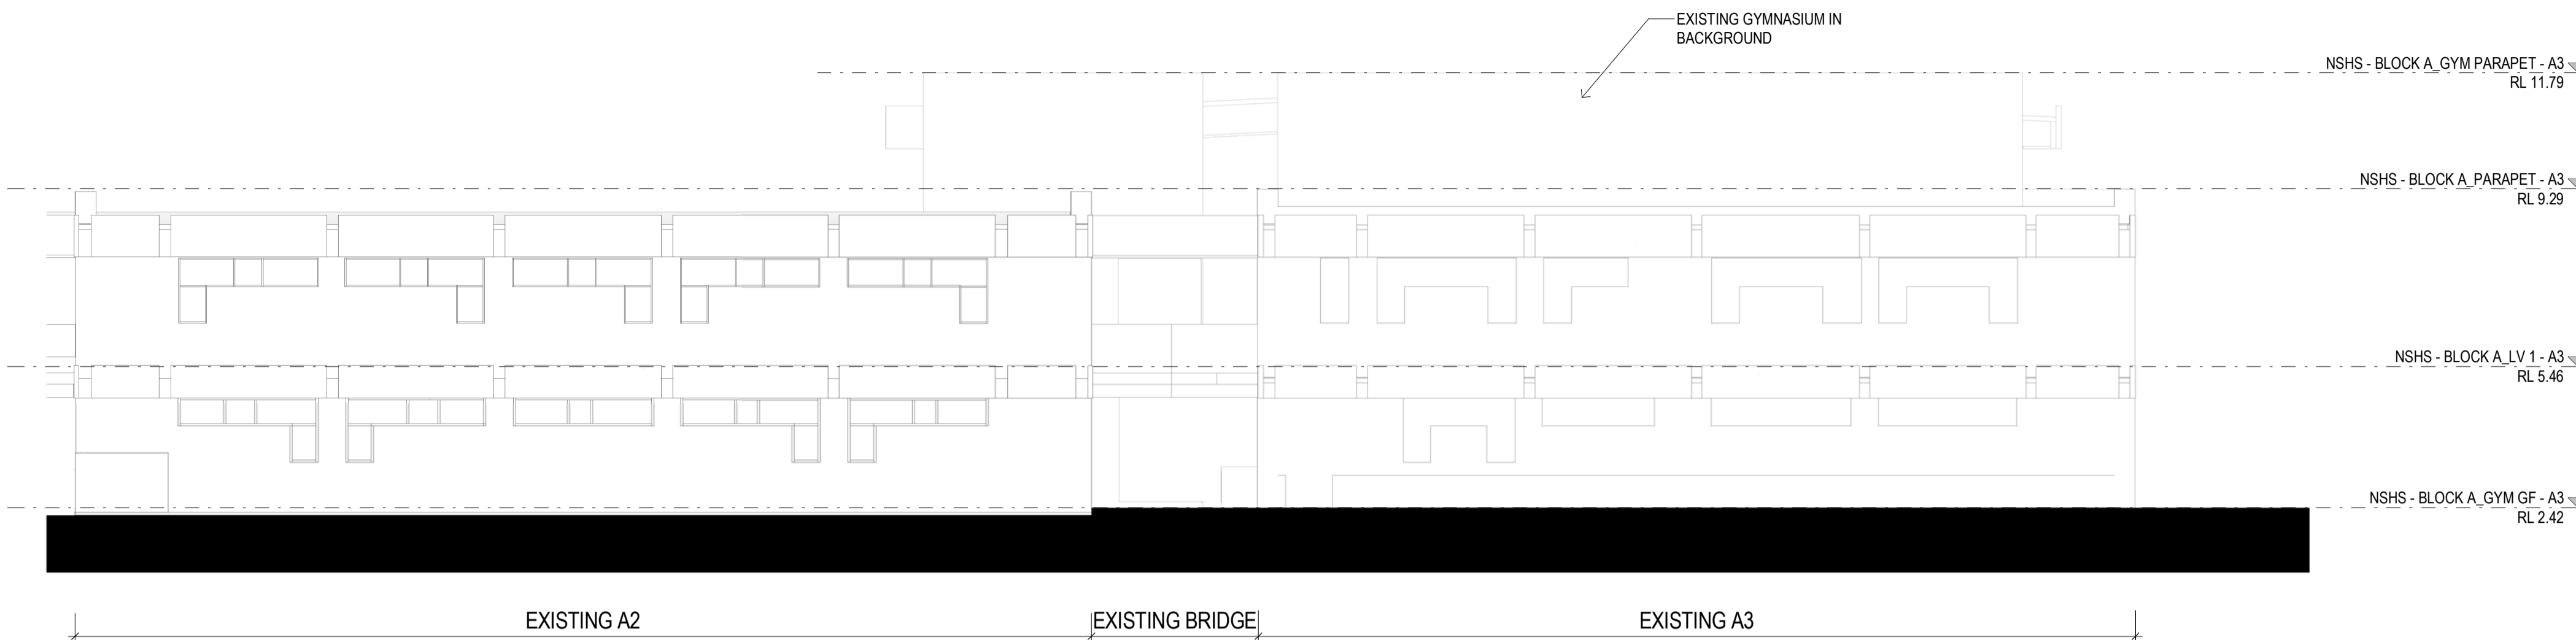 EXISTING GYMNASIUM IN
BACKGROUND
NSHS - BLOCK A_GYM PARAPET - A3
RL 11.79
NSHS - BLOCK A_PARAPET - A3
RL 9.29
NSHS - BLOCK A_LV 1 - A3
RL 5.46
NSHS - BLOCK A_GYM GF - A3
RL 2.42
EXISTING A2
EXISTING BRIDGE
EXISTING A3